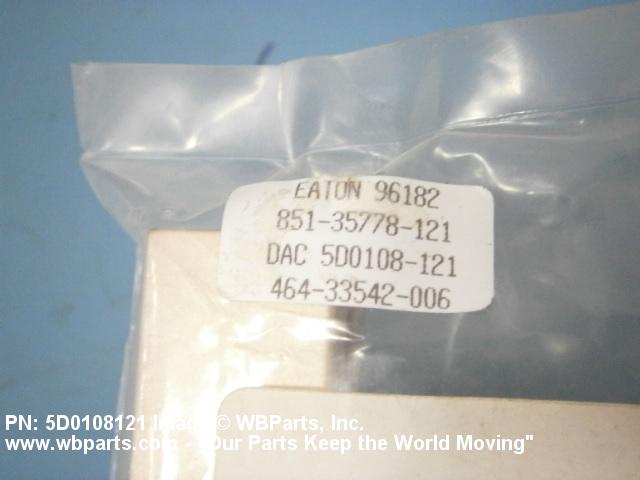 EATON 96182
851-35778-121
DAC 5D0108-121
464-33542-006
PN: 5D0108121 Image © WBParts, Inc.
www.wbparts.com - "Our Parts Keep the World Moving"